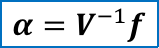 α = V⁻¹f